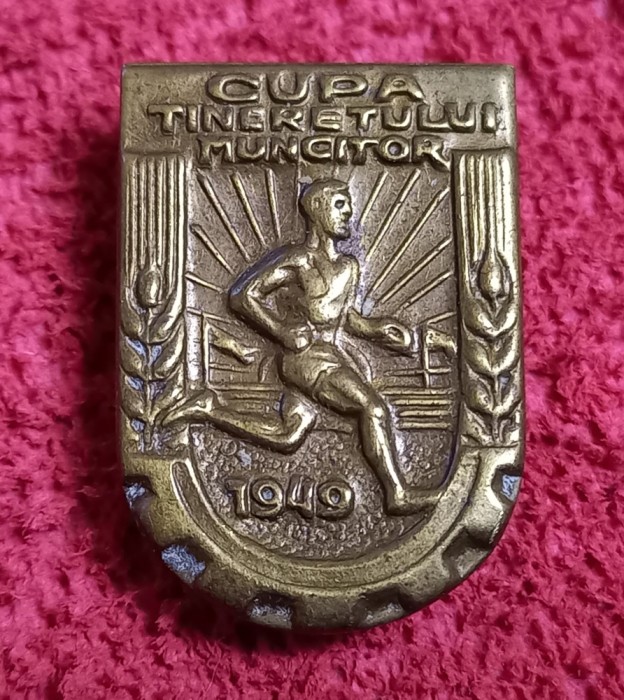 CUPA
TINERETULUI
MUNCITOR
1949